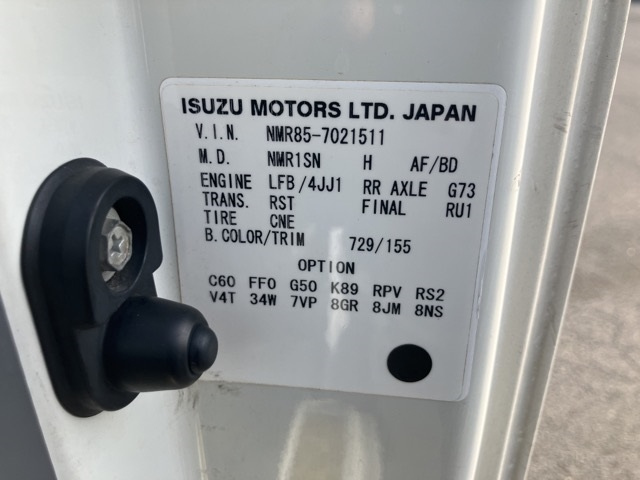 ISUZU MOTORS LTD. JAPAN
V.I.N. NMR85-7021511
M.D. NMR1SN H AF/BD
ENGINE LFB/4JJ1 RR AXLE G73
TRANS. RST FINAL RU1
TIRE CNE
B.COLOR/TRIM 729/155
OPTION
C60 FF0 G50 K89 RPV RS2
V4T 34W 7VP 8GR 8JM 8NS